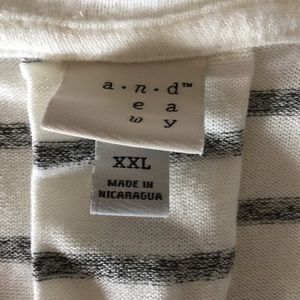 a · n · d™
e a
w y
XXL
MADE IN
NICARAGUA